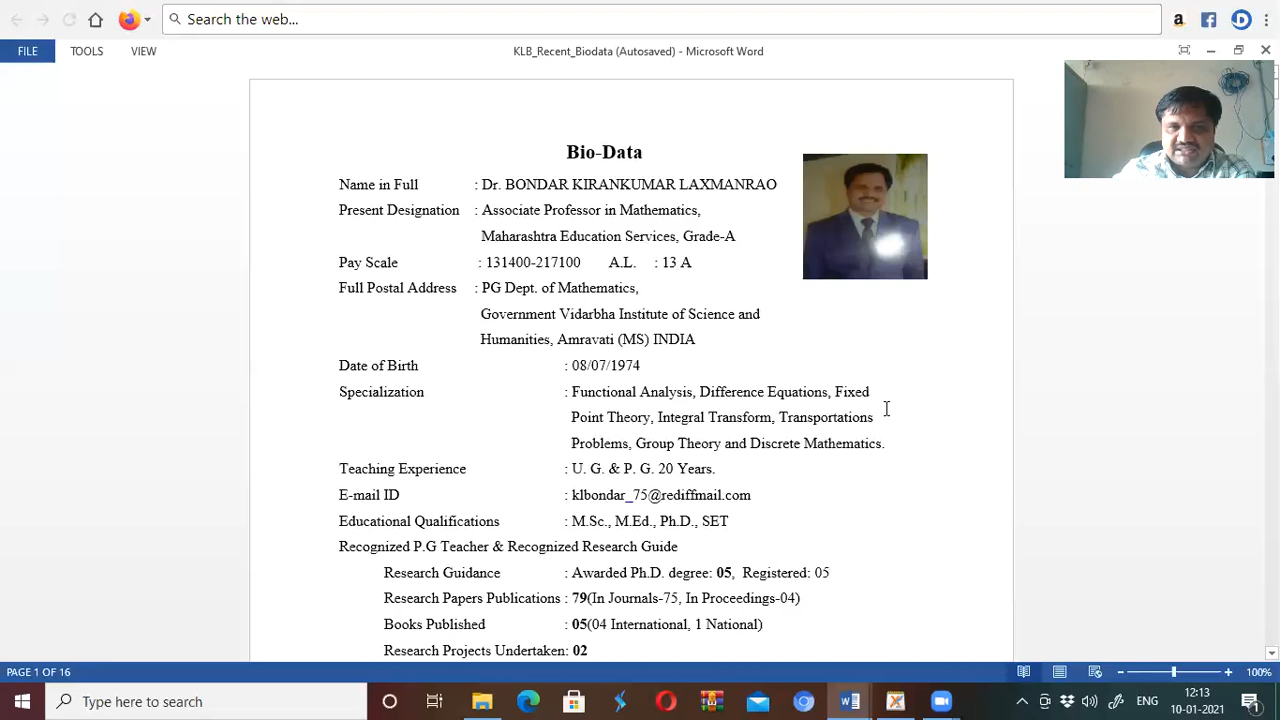 Search the web...
FILE TOOLS VIEW KLB_Recent_Biodata (Autosaved) - Microsoft Word
Bio-Data
Name in Full : Dr. BONDAR KIRANKUMAR LAXMANRAO
Present Designation : Associate Professor in Mathematics,
Maharashtra Education Services, Grade-A
Pay Scale : 131400-217100 A.L. : 13 A
Full Postal Address : PG Dept. of Mathematics,
Government Vidarbha Institute of Science and
Humanities, Amravati (MS) INDIA
Date of Birth : 08/07/1974
Specialization : Functional Analysis, Difference Equations, Fixed
Point Theory, Integral Transform, Transportations
Problems, Group Theory and Discrete Mathematics.
Teaching Experience : U. G. & P. G. 20 Years.
E-mail ID : klbondar_75@rediffmail.com
Educational Qualifications : M.Sc., M.Ed., Ph.D., SET
Recognized P.G Teacher & Recognized Research Guide
Research Guidance : Awarded Ph.D. degree: 05, Registered: 05
Research Papers Publications : 79(In Journals-75, In Proceedings-04)
Books Published : 05(04 International, 1 National)
Research Projects Undertaken: 02
PAGE 1 OF 16 100%
Type here to search ENG 12:13
10-01-2021